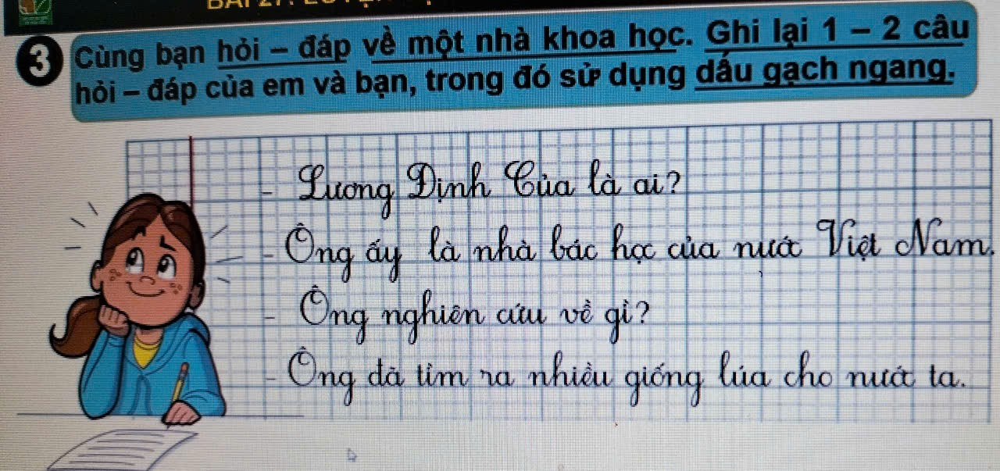 3 Cùng bạn hỏi – đáp về một nhà khoa học. Ghi lại 1 – 2 câu
hỏi – đáp của em và bạn, trong đó sử dụng dấu gạch ngang.
- Lương Định Của là ai?
- Ông ấy là nhà bác học của nước Việt Nam.
- Ông nghiên cứu về gì?
- Ông đã tìm ra nhiều giống lúa cho nước ta.